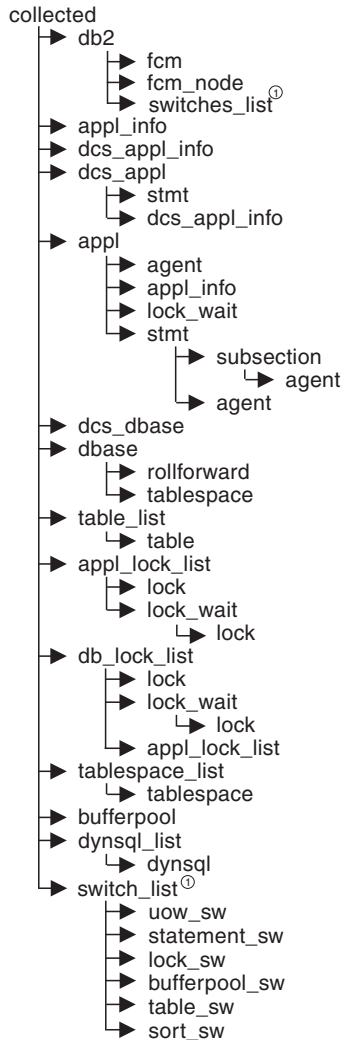 collected
db2
fcm
fcm_node
switches_list①
appl_info
dcs_appl_info
dcs_appl
stmt
dcs_appl_info
appl
agent
appl_info
lock_wait
stmt
subsection
agent
agent
dcs_dbase
dbase
rollforward
tablespace
table_list
table
appl_lock_list
lock
lock_wait
lock
db_lock_list
lock
lock_wait
lock
appl_lock_list
tablespace_list
tablespace
bufferpool
dynsql_list
dynsql
switch_list①
uow_sw
statement_sw
lock_sw
bufferpool_sw
table_sw
sort_sw